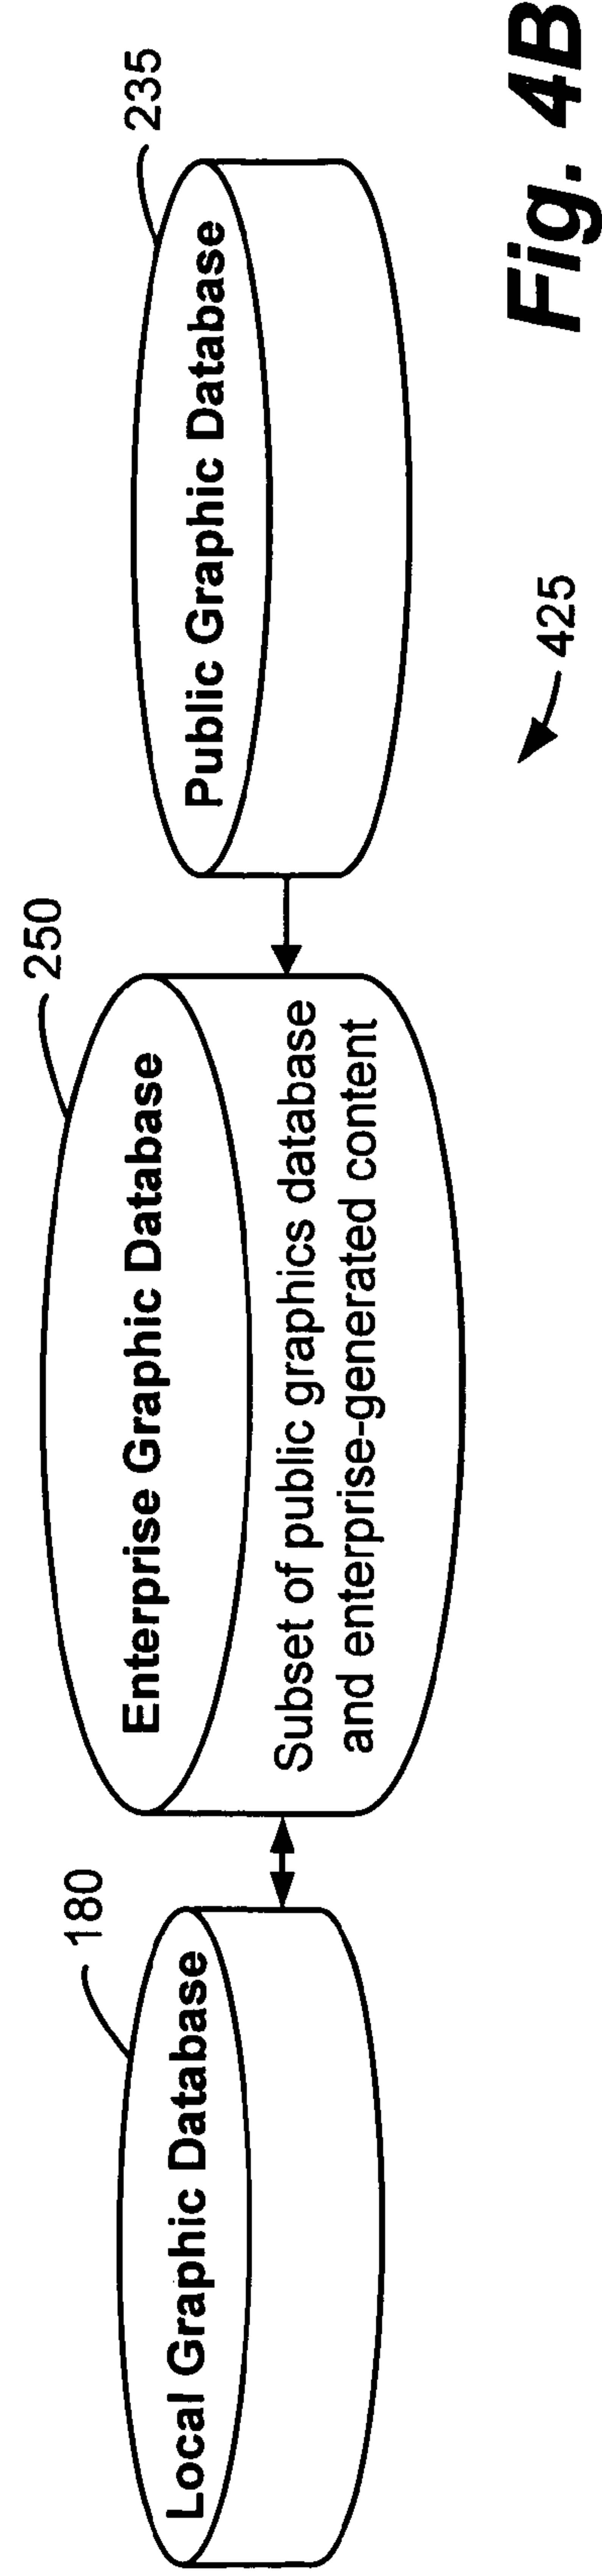 180
Local Graphic Database
250
Enterprise Graphic Database
Subset of public graphics database
and enterprise-generated content
235
Public Graphic Database
425
Fig. 4B